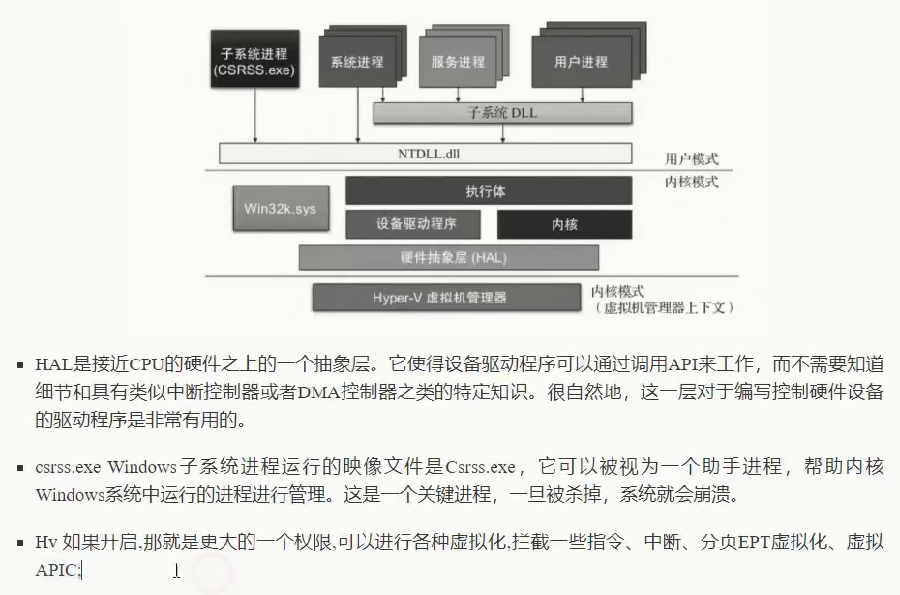 子系统进程
(CSRSS.exe)
系统进程
服务进程
用户进程
子系统 DLL
NTDLL.dll
用户模式
内核模式
Win32k.sys
执行体
设备驱动程序
内核
硬件抽象层 (HAL)
Hyper-V 虚拟机管理器
内核模式
（虚拟机管理器上下文）
▪ HAL是接近CPU的硬件之上的一个抽象层。它使得设备驱动程序可以通过调用API来工作，而不需要知道
细节和具有类似中断控制器或者DMA控制器之类的特定知识。很自然地，这一层对于编写控制硬件设备
的驱动程序是非常有用的。
▪ csrss.exe Windows子系统进程运行的映像文件是Csrss.exe，它可以被视为一个助手进程，帮助内核
Windows系统中运行的进程进行管理。这是一个关键进程，一旦被杀掉，系统就会崩溃。
▪ Hv 如果开启,那就是更大的一个权限,可以进行各种虚拟化,拦截一些指令、中断、分页EPT虚拟化、虚拟
APIC;